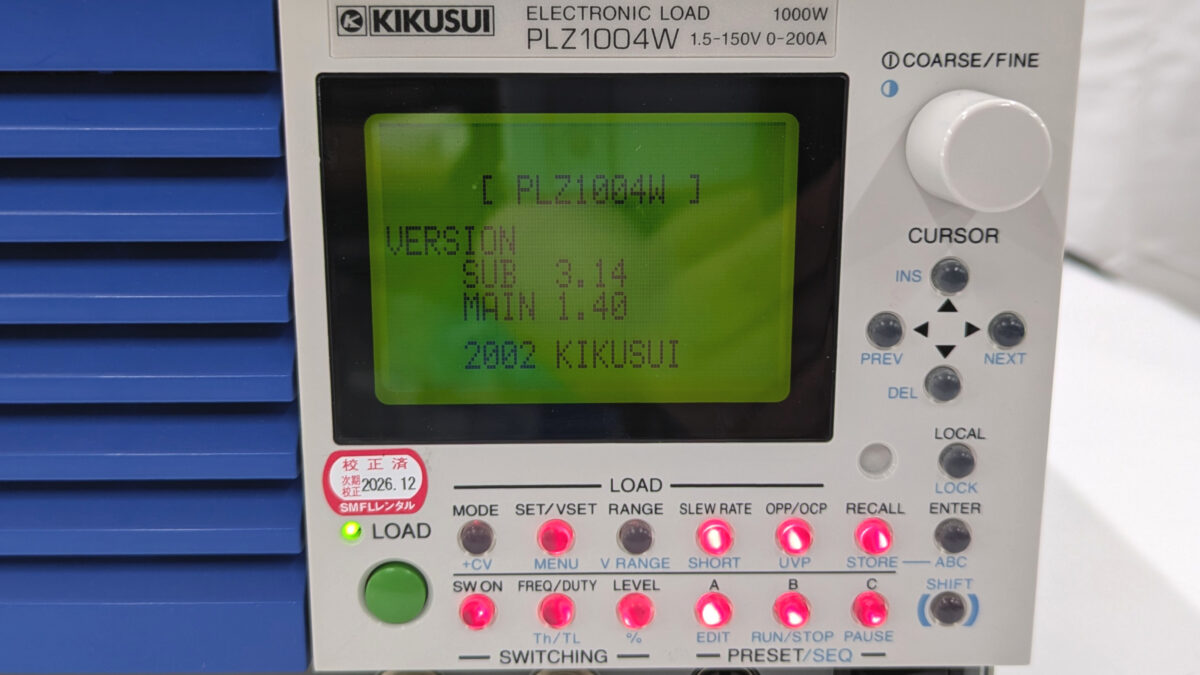 KIKUSUI
ELECTRONIC LOAD 1000W
PLZ1004W 1.5-150V 0-200A
COARSE/FINE
[ PLZ1004W ]
VERSION
SUB 3.14
MAIN 1.40
2002 KIKUSUI
CURSOR
INS
PREV
NEXT
DEL
LOCAL
LOCK
校正済
次期校正 2026.12
SMFLレンタル
LOAD
LOAD
MODE SET/VSET RANGE SLEW RATE OPP/OCP RECALL ENTER
+CV MENU V RANGE SHORT UVP STORE ABC
SW ON FREQ/DUTY LEVEL A B C SHIFT
Th/TL % EDIT RUN/STOP PAUSE
SWITCHING PRESET/SEQ